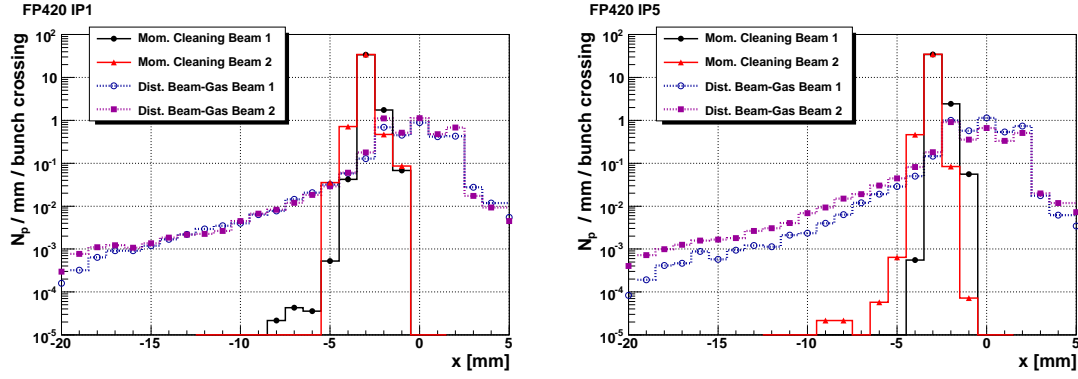 FP420 IP1
N_p / mm / bunch crossing
10^2
10
1
10^-1
10^-2
10^-3
10^-4
10^-5
Mom. Cleaning Beam 1
Mom. Cleaning Beam 2
Dist. Beam-Gas Beam 1
Dist. Beam-Gas Beam 2
-20 -15 -10 -5 0 5
x [mm]
FP420 IP5
N_p / mm / bunch crossing
10^2
10
1
10^-1
10^-2
10^-3
10^-4
10^-5
Mom. Cleaning Beam 1
Mom. Cleaning Beam 2
Dist. Beam-Gas Beam 1
Dist. Beam-Gas Beam 2
-20 -15 -10 -5 0 5
x [mm]